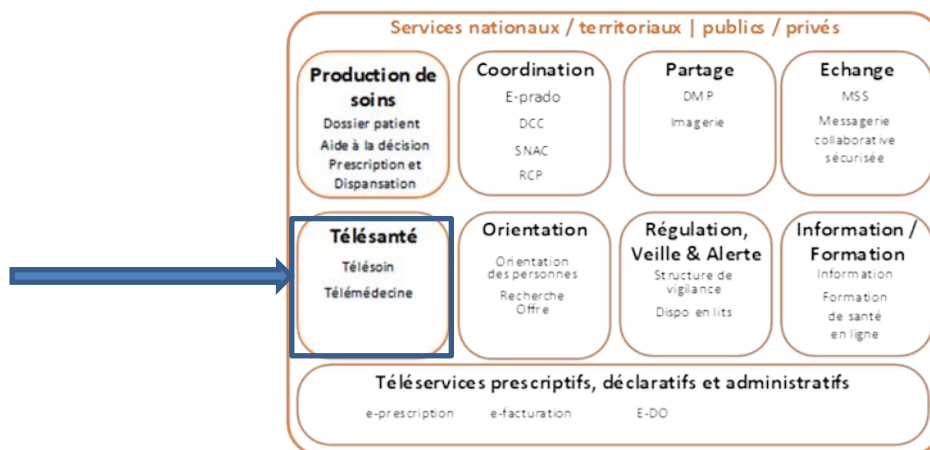 Services nationaux / territoriaux | publics / privés
Production de
soins
Dossier patient
Aide à la décision
Prescription et
Dispansation
Coordination
E-prado
DCC
SNAC
RCP
Partage
DMP
Imagerie
Echange
MSS
Messagerie
collaborative
sécurisée
Télésanté
Télésoin
Télémédecine
Orientation
Orientation
des personnes
Recherche
Offre
Régulation,
Veille & Alerte
Structure de
vigilance
Dispo en lits
Information /
Formation
Information
Formation
de santé
en ligne
Téléservices prescriptifs, déclaratifs et administratifs
e-prescription e-facturation E-DO